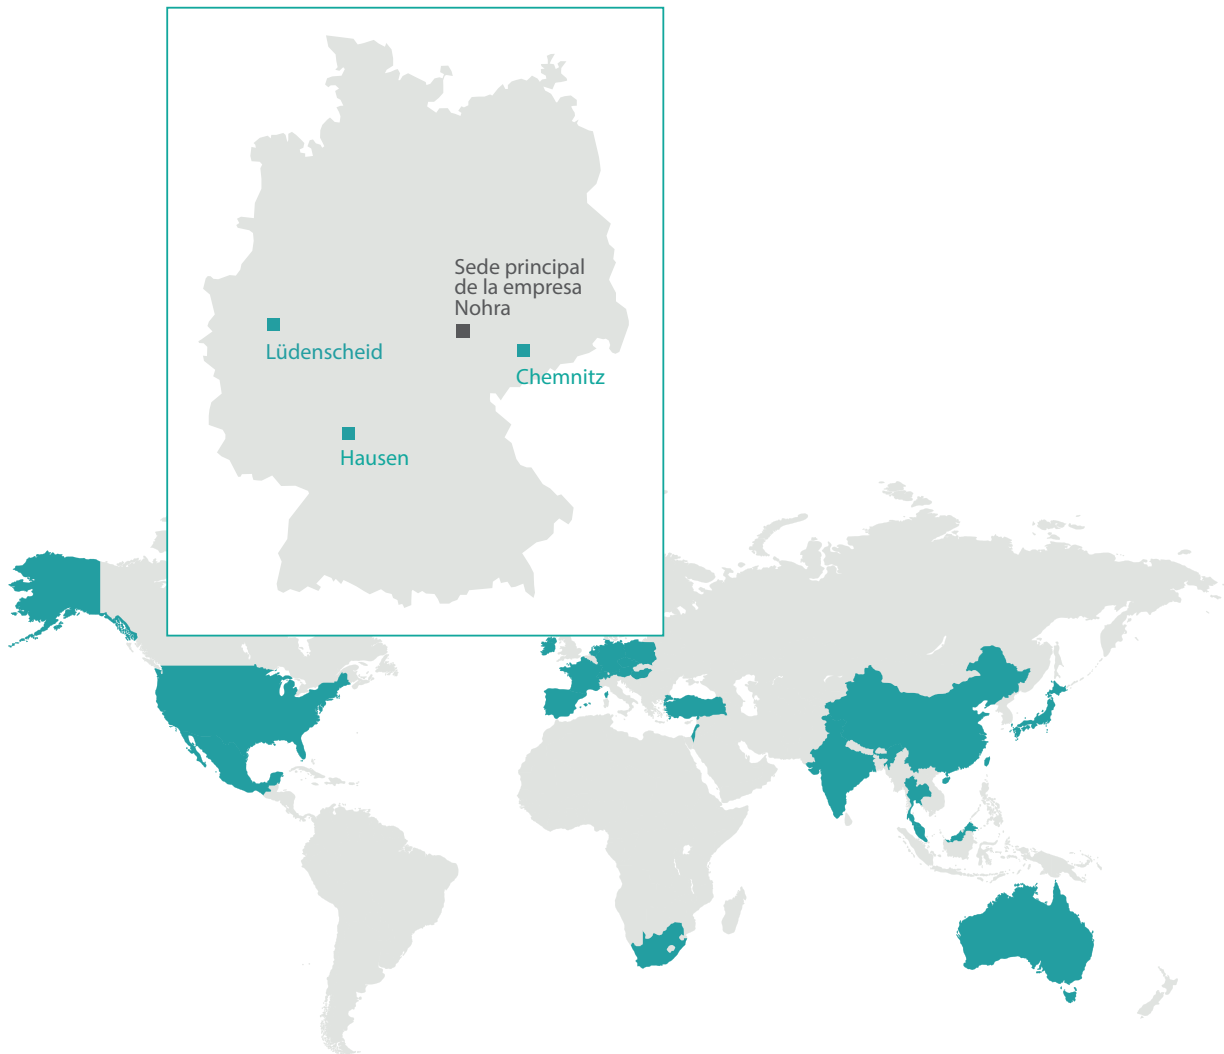 Sede principal
de la empresa
Nohra
Lüdenscheid
Chemnitz
Hausen